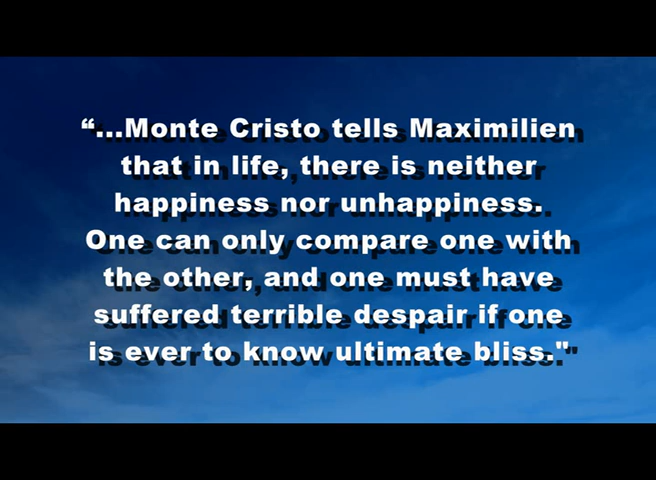 “...Monte Cristo tells Maximilien
that in life, there is neither
happiness nor unhappiness.
One can only compare one with
the other, and one must have
suffered terrible despair if one
is ever to know ultimate bliss."